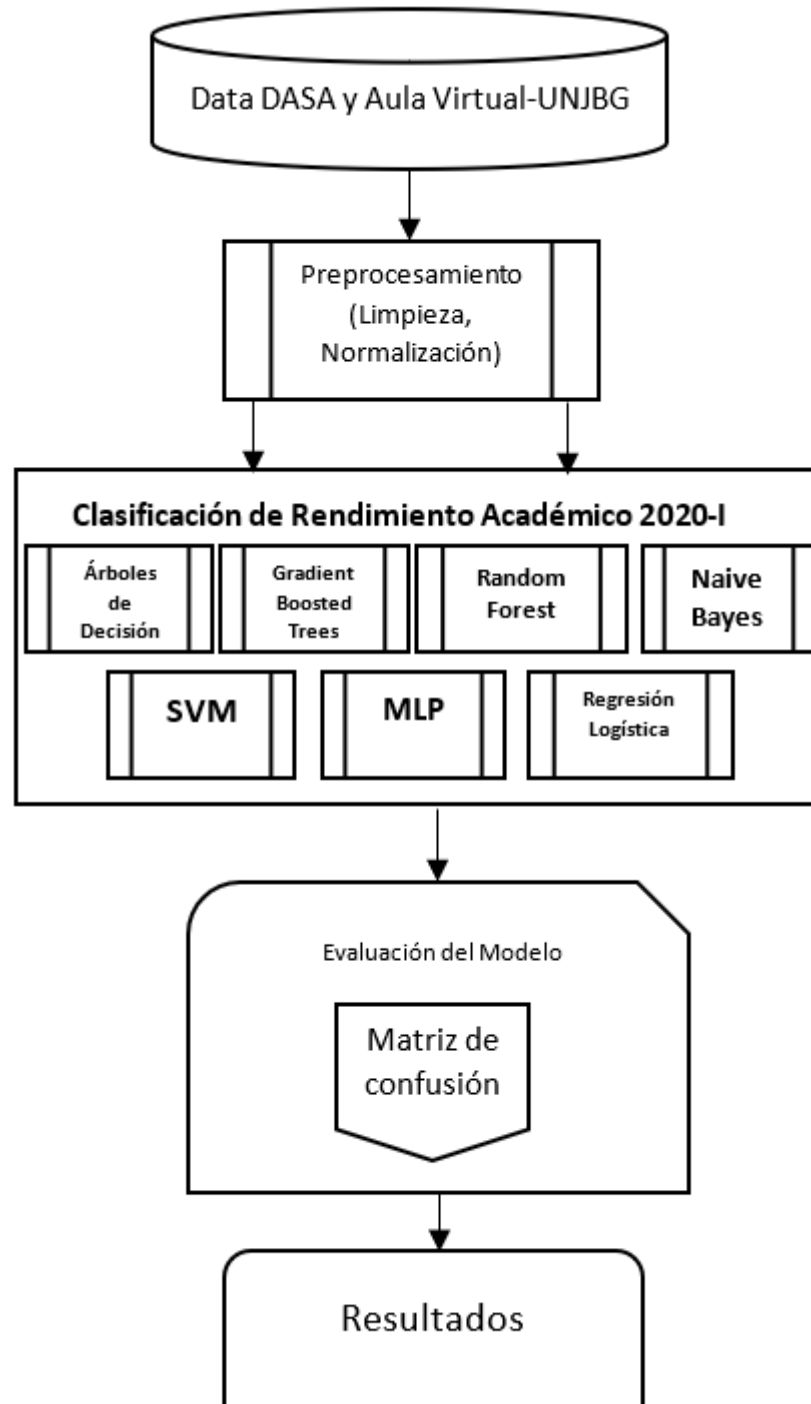 Data DASA y Aula Virtual-UNJBG
Preprocesamiento
(Limpieza,
Normalización)
Clasificación de Rendimiento Académico 2020-I
Árboles
de
Decisión
Gradient
Boosted
Trees
Random
Forest
Naive
Bayes
SVM
MLP
Regresión
Logística
Evaluación del Modelo
Matriz de
confusión
Resultados